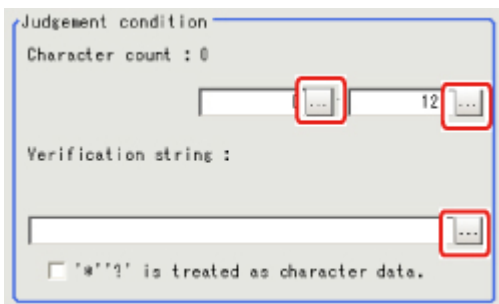 Judgement condition
Character count : 0
... 12 ...
Verification string :
...
'*''?' is treated as character data.